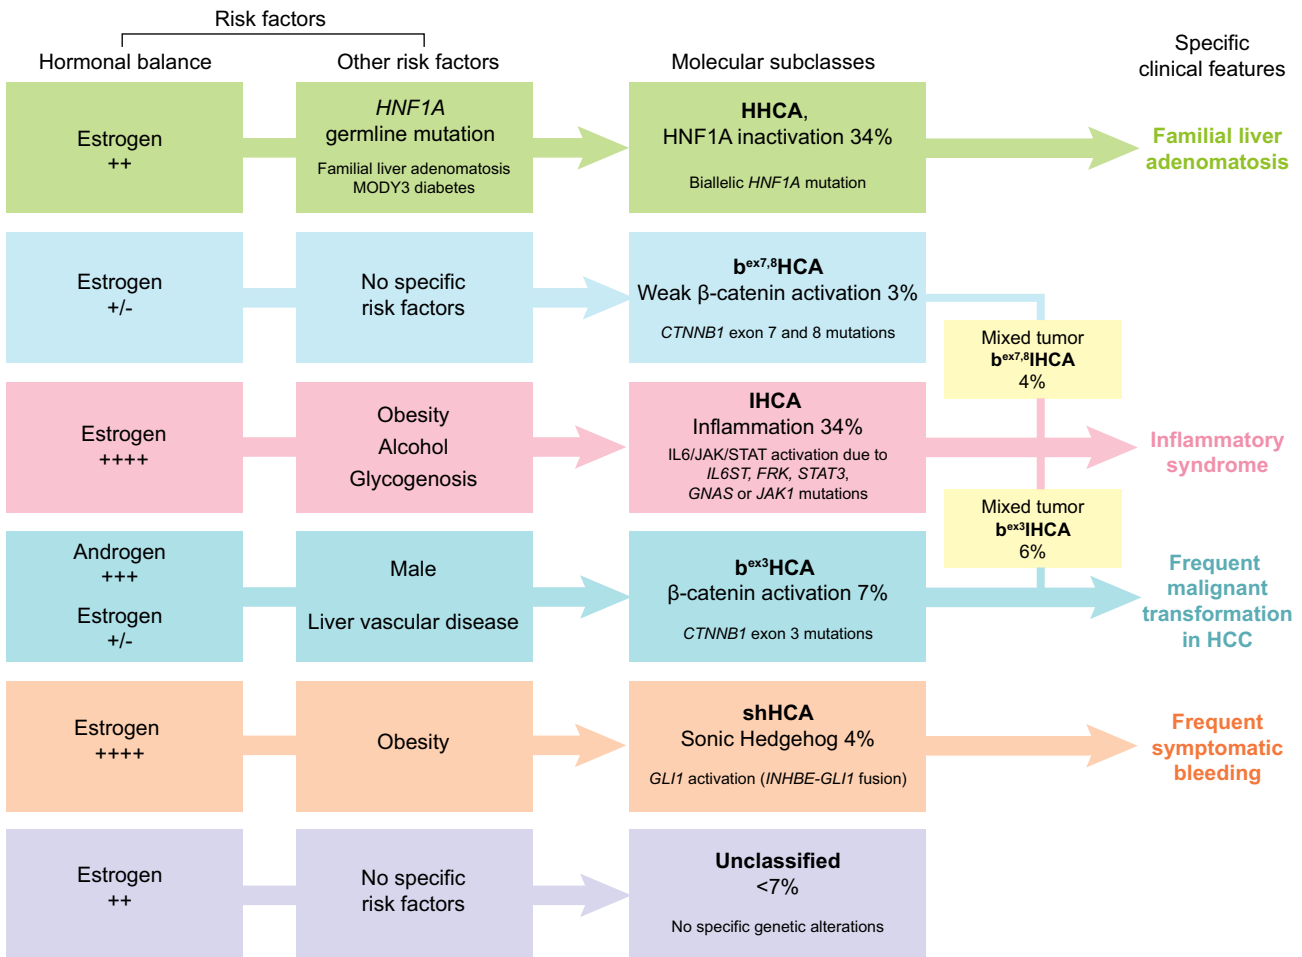 Risk factors
Hormonal balance
Other risk factors
Molecular subclasses
Specific
clinical features
Estrogen
++
HNF1A
germline mutation
Familial liver adenomatosis
MODY3 diabetes
HHCA,
HNF1A inactivation 34%
Biallelic HNF1A mutation
Familial liver
adenomatosis
Estrogen
+/-
No specific
risk factors
b^ex7,8HCA
Weak β-catenin activation 3%
CTNNB1 exon 7 and 8 mutations
Mixed tumor
b^ex7,8IHCA
4%
Estrogen
++++
Obesity
Alcohol
Glycogenosis
IHCA
Inflammation 34%
IL6/JAK/STAT activation due to
IL6ST, FRK, STAT3,
GNAS or JAK1 mutations
Inflammatory
syndrome
Mixed tumor
b^ex3IHCA
6%
Androgen
+++
Estrogen
+/-
Male
Liver vascular disease
b^ex3HCA
β-catenin activation 7%
CTNNB1 exon 3 mutations
Frequent
malignant
transformation
in HCC
Estrogen
++++
Obesity
shHCA
Sonic Hedgehog 4%
GLI1 activation (INHBE-GLI1 fusion)
Frequent
symptomatic
bleeding
Estrogen
++
No specific
risk factors
Unclassified
<7%
No specific genetic alterations